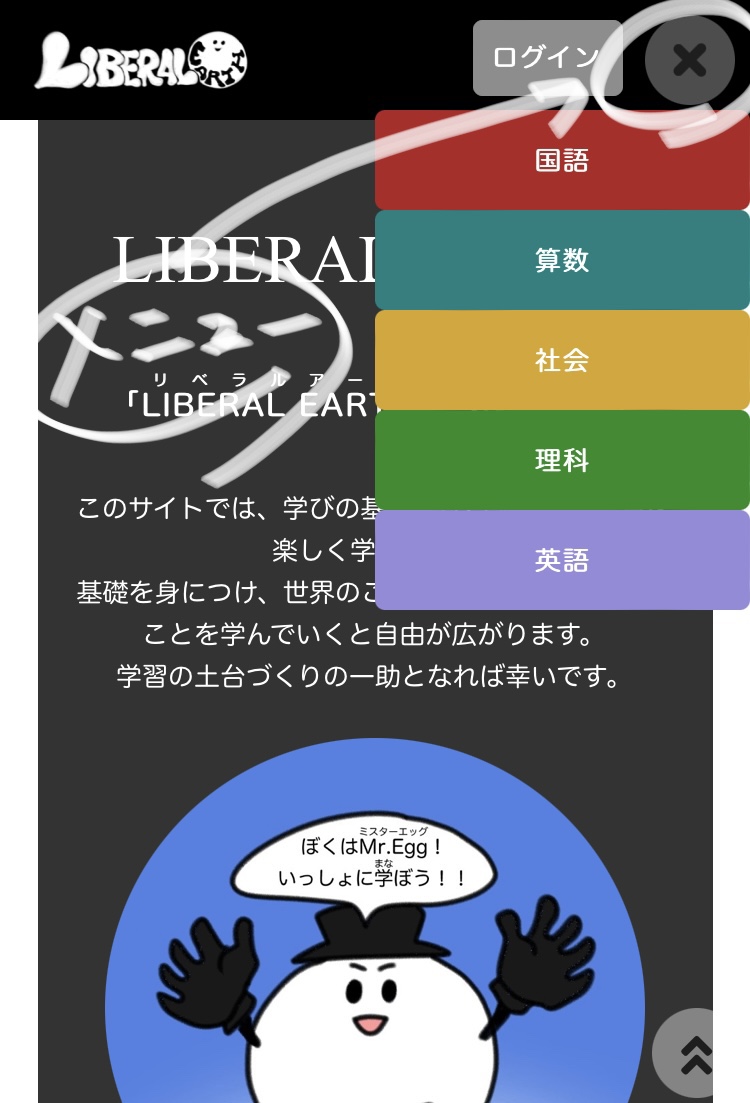 LIBERAL EARTH
ログイン
国語
算数
社会
理科
英語
LIBERAL
メニュー
リベラルアー
「LIBERAL EART
このサイトでは、学びの基
楽しく学
基礎を身につけ、世界のこ
ことを学んでいくと自由が広がります。
学習の土台づくりの一助となれば幸いです。
ミスターエッグ
ぼくはMr.Egg！
まな
いっしょに学ぼう！！